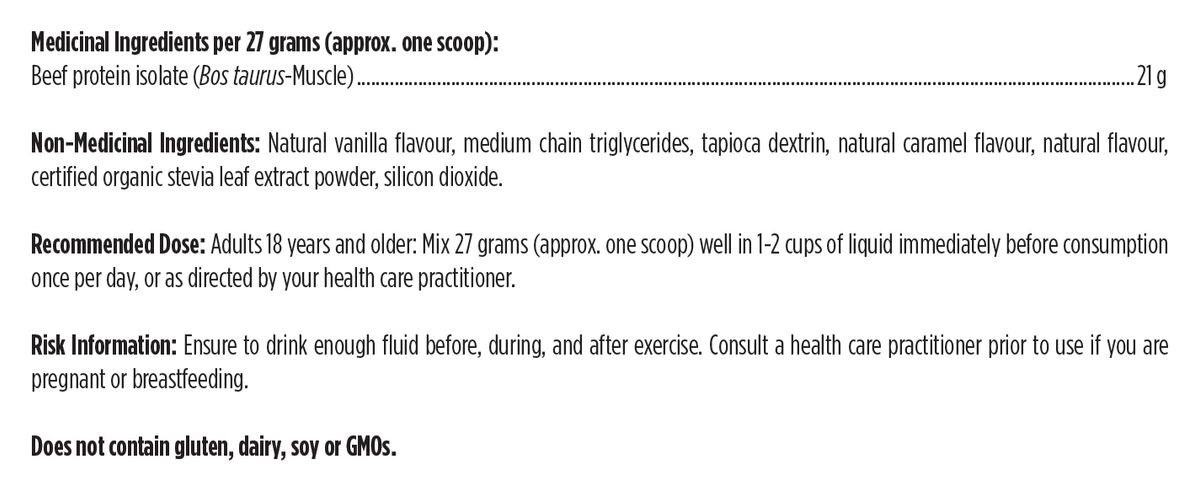 Medicinal Ingredients per 27 grams (approx. one scoop):
Beef protein isolate (Bos taurus-Muscle)....................................................................................................21 g
Non-Medicinal Ingredients: Natural vanilla flavour, medium chain triglycerides, tapioca dextrin, natural caramel flavour, natural flavour,
certified organic stevia leaf extract powder, silicon dioxide.
Recommended Dose: Adults 18 years and older: Mix 27 grams (approx. one scoop) well in 1-2 cups of liquid immediately before consumption
once per day, or as directed by your health care practitioner.
Risk Information: Ensure to drink enough fluid before, during, and after exercise. Consult a health care practitioner prior to use if you are
pregnant or breastfeeding.
Does not contain gluten, dairy, soy or GMOs.